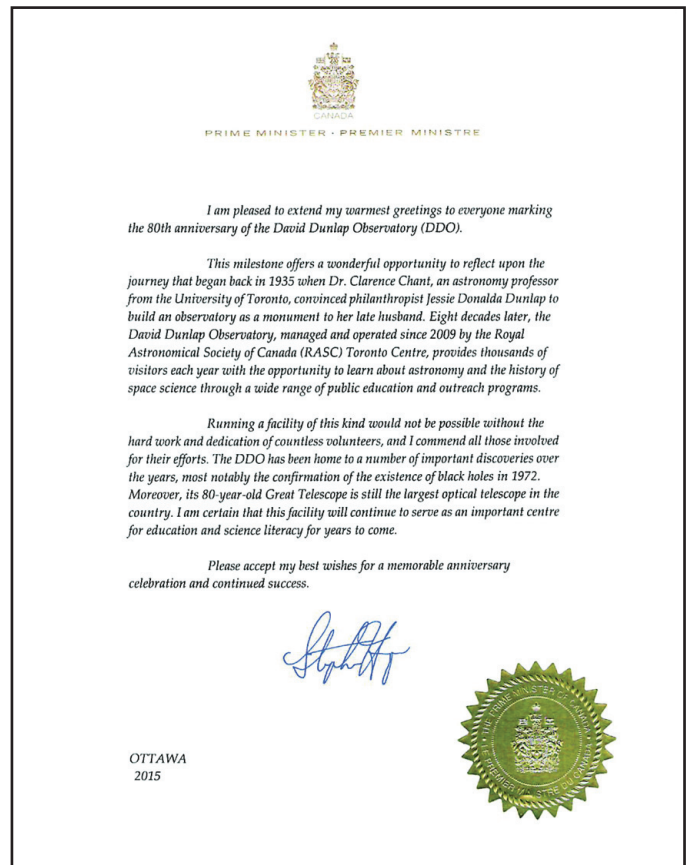 CANADA
PRIME MINISTER · PREMIER MINISTRE
I am pleased to extend my warmest greetings to everyone marking
the 80th anniversary of the David Dunlap Observatory (DDO).
This milestone offers a wonderful opportunity to reflect upon the
journey that began back in 1935 when Dr. Clarence Chant, an astronomy professor
from the University of Toronto, convinced philanthropist Jessie Donalda Dunlap to
build an observatory as a monument to her late husband. Eight decades later, the
David Dunlap Observatory, managed and operated since 2009 by the Royal
Astronomical Society of Canada (RASC) Toronto Centre, provides thousands of
visitors each year with the opportunity to learn about astronomy and the history of
space science through a wide range of public education and outreach programs.
Running a facility of this kind would not be possible without the
hard work and dedication of countless volunteers, and I commend all those involved
for their efforts. The DDO has been home to a number of important discoveries over
the years, most notably the confirmation of the existence of black holes in 1972.
Moreover, its 80-year-old Great Telescope is still the largest optical telescope in the
country. I am certain that this facility will continue to serve as an important centre
for education and science literacy for years to come.
Please accept my best wishes for a memorable anniversary
celebration and continued success.
THE PRIME MINISTER OF CANADA
LE PREMIER MINISTRE DU CANADA
OTTAWA
2015